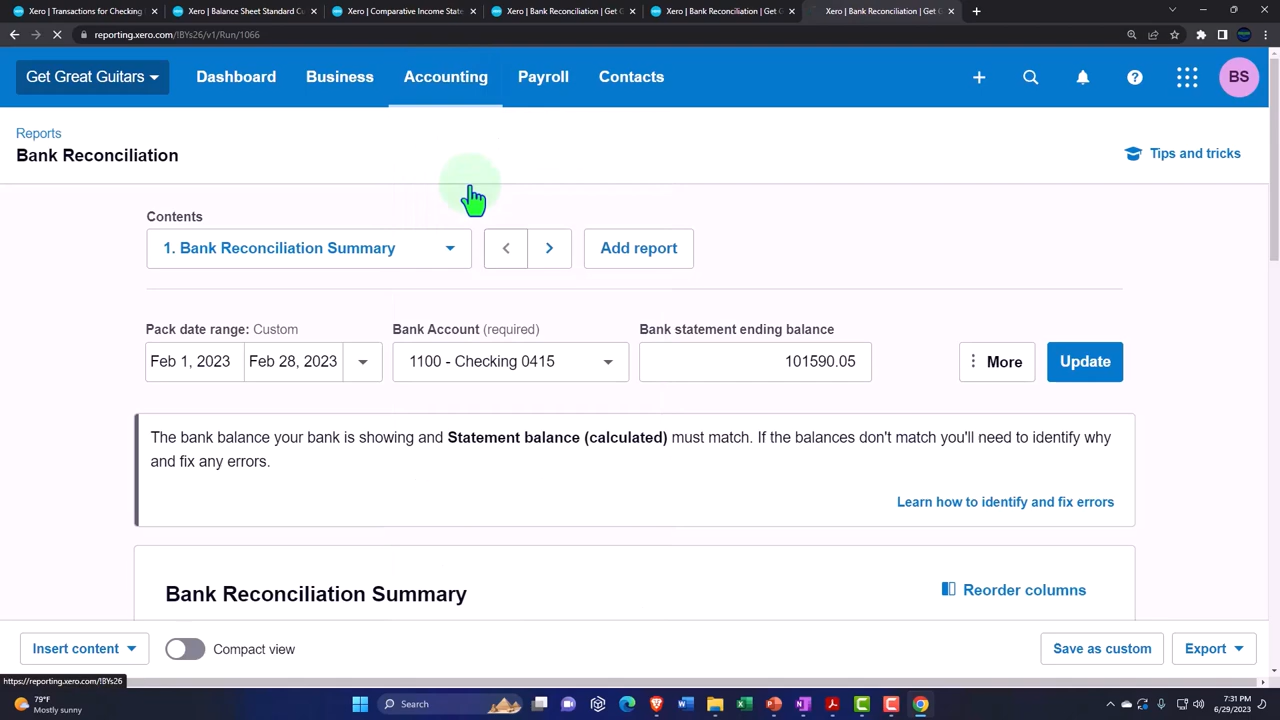 Xero | Transactions for Checking
Xero | Balance Sheet Standard Cu
Xero | Comparative Income State
Xero | Bank Reconciliation | Get G
Xero | Bank Reconciliation | Get G
Xero | Bank Reconciliation | Get G
reporting.xero.com/!BYs26/v1/Run/1066
Get Great Guitars
Dashboard
Business
Accounting
Payroll
Contacts
BS
Reports
Bank Reconciliation
Tips and tricks
Contents
1. Bank Reconciliation Summary
Add report
Pack date range: Custom
Bank Account (required)
Bank statement ending balance
Feb 1, 2023
Feb 28, 2023
1100 - Checking 0415
101590.05
More
Update
The bank balance your bank is showing and Statement balance (calculated) must match. If the balances don't match you'll need to identify why
and fix any errors.
Learn how to identify and fix errors
Bank Reconciliation Summary
Reorder columns
Insert content
Compact view
Save as custom
Export
https://reporting.xero.com/!BYs26
79°F
Mostly sunny
Search
7:31 PM
6/29/2023